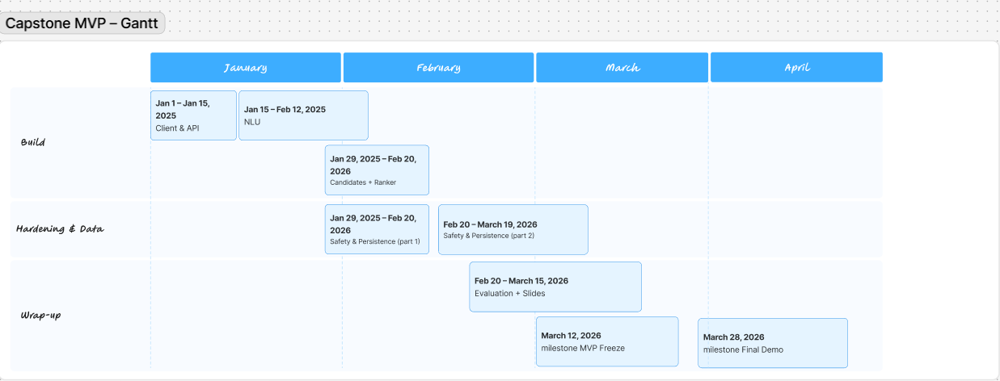 Capstone MVP – Gantt
January
February
March
April
Build
Jan 1 – Jan 15,
2025
Client & API
Jan 15 – Feb 12, 2025
NLU
Jan 29, 2025 – Feb 20,
2026
Candidates + Ranker
Hardening & Data
Jan 29, 2025 – Feb 20,
2026
Safety & Persistence (part 1)
Feb 20 – March 19, 2026
Safety & Persistence (part 2)
Wrap-up
Feb 20 – March 15, 2026
Evaluation + Slides
March 12, 2026
milestone MVP Freeze
March 28, 2026
milestone Final Demo